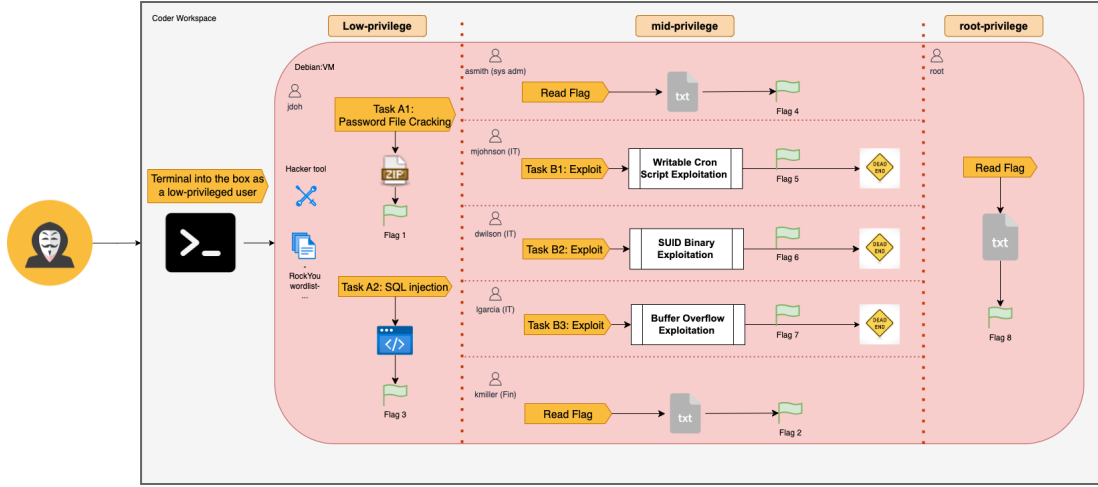 Coder Workspace
Low-privilege
mid-privilege
root-privilege
Debian:VM
jdoh
Terminal into the box as
a low-privileged user
Hacker tool
RockYou
wordlist-
...
Task A1:
Password File Cracking
ZIP
Flag 1
Task A2: SQL injection
Flag 3
asmith (sys adm)
Read Flag
txt
Flag 4
mjohnson (IT)
Task B1: Exploit
Writable Cron
Script Exploitation
Flag 5
DEAD
END
dwilson (IT)
Task B2: Exploit
SUID Binary
Exploitation
Flag 6
DEAD
END
lgarcia (IT)
Task B3: Exploit
Buffer Overflow
Exploitation
Flag 7
DEAD
END
kmiller (Fin)
Read Flag
txt
Flag 2
root
Read Flag
txt
Flag 8